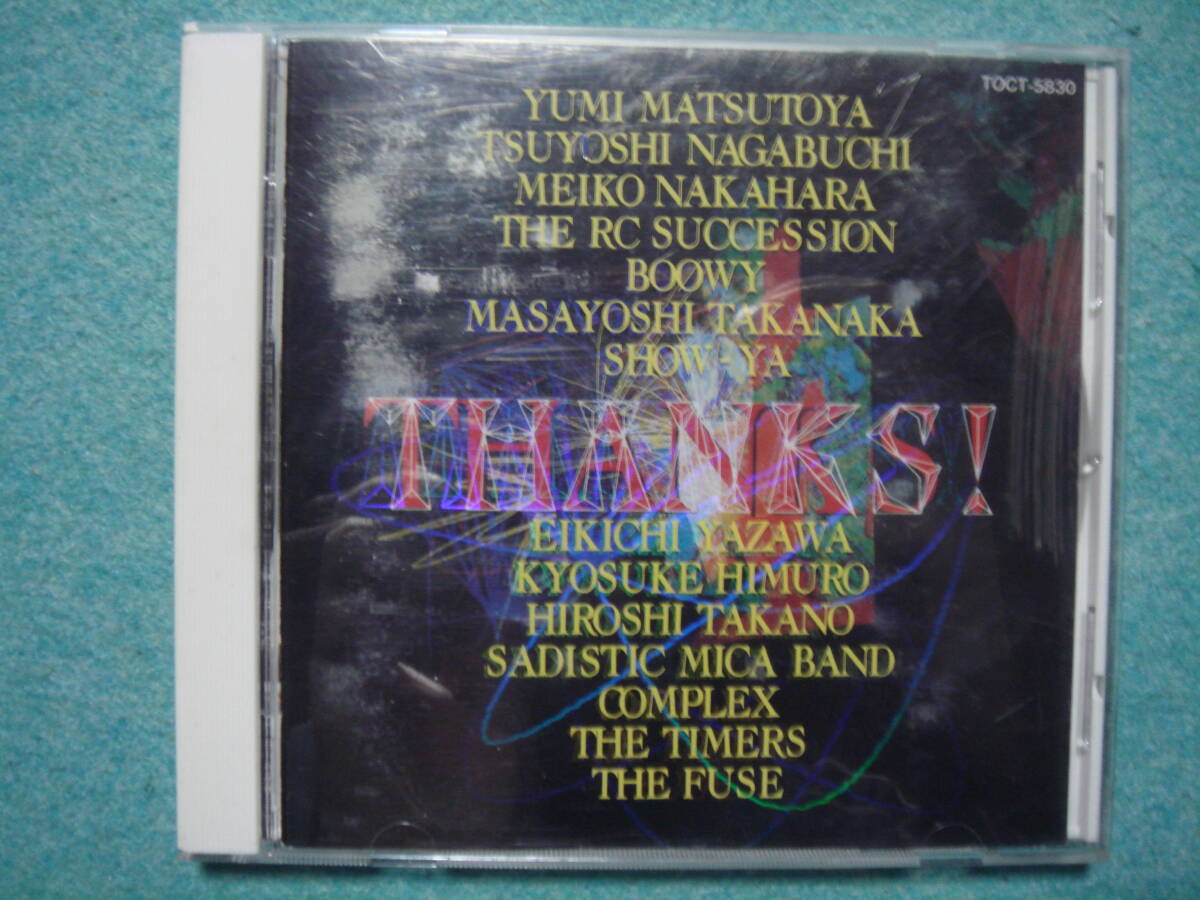 TOCT-5830
YUMI MATSUTOYA
TSUYOSHI NAGABUCHI
MEIKO NAKAHARA
THE RC SUCCESSION
BOØWY
MASAYOSHI TAKANAKA
SHOW-YA
THANKS!
EIKICHI YAZAWA
KYOSUKE HIMURO
HIROSHI TAKANO
SADISTIC MICA BAND
COMPLEX
THE TIMERS
THE FUSE